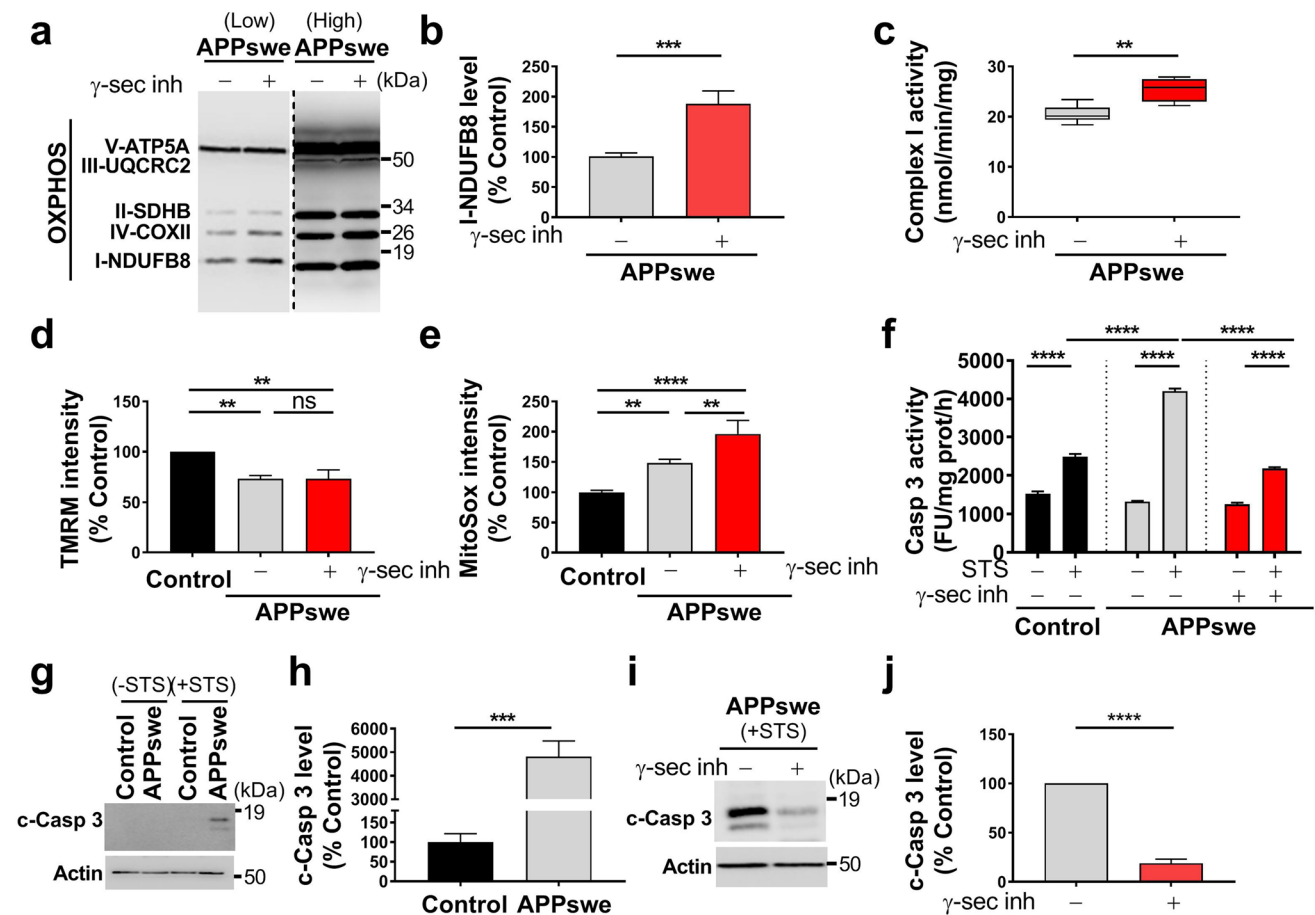 a
(Low) (High)
APPswe APPswe
γ-sec inh − + − + (kDa)
OXPHOS
V-ATP5A
III-UQCRC2
II-SDHB
IV-COXII
I-NDUFB8
50
34
26
19
b
***
I-NDUFB8 level
(% Control)
250
200
150
100
50
0
γ-sec inh − +
APPswe
c
**
Complex I activity
(nmol/min/mg)
30
20
10
0
γ-sec inh − +
APPswe
d
**
** ns
TMRM intensity
(% Control)
150
100
50
0
Control − + γ-sec inh
APPswe
e
****
** **
MitoSox intensity
(% Control)
250
200
150
100
50
0
Control − + γ-sec inh
APPswe
f
**** ****
**** **** ****
Casp 3 activity
(FU/mg prot/h)
5000
4000
3000
2000
1000
0
STS − + − + − +
γ-sec inh − − − − + +
Control APPswe
g
(-STS)(+STS)
Control
APPswe
Control
APPswe
(kDa)
c-Casp 3
19
Actin
50
h
***
c-Casp 3 level
(% Control)
6000
5000
4000
3000
150
100
50
0
Control APPswe
i
APPswe
(+STS)
γ-sec inh − + (kDa)
c-Casp 3
19
Actin
50
j
****
c-Casp 3 level
(% Control)
150
100
50
0
γ-sec inh − +